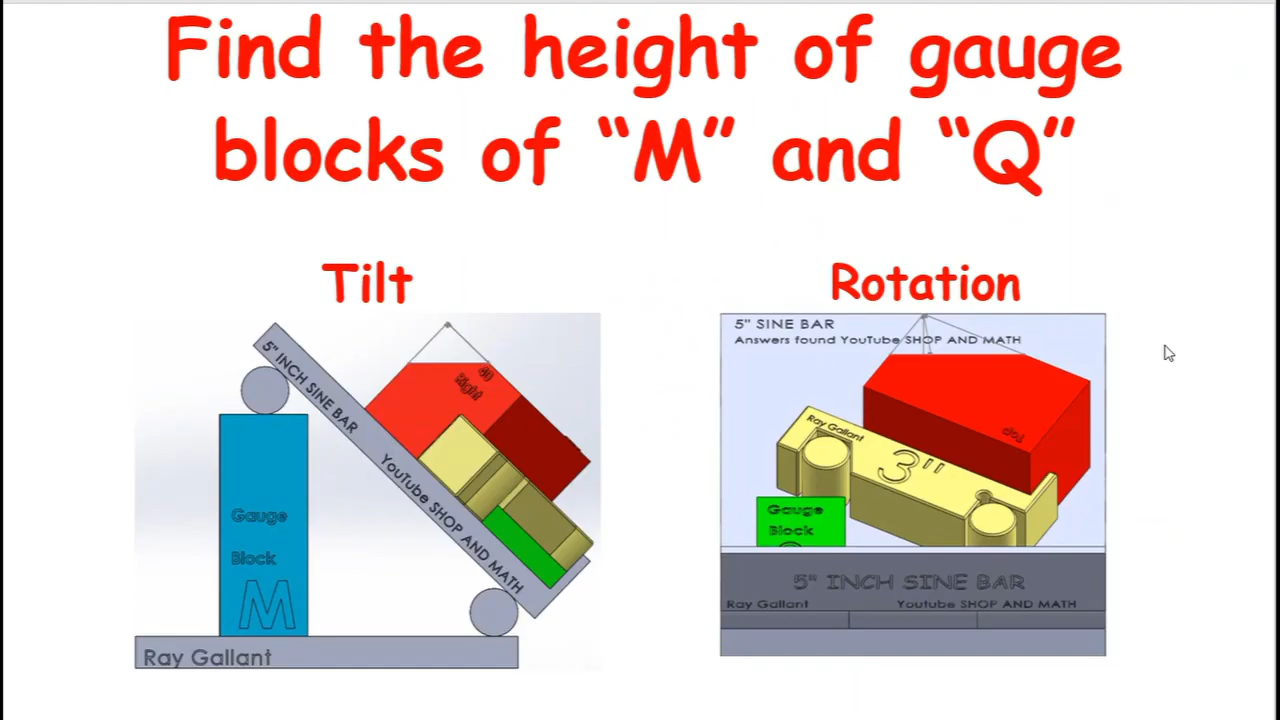 Find the height of gauge
blocks of “M” and “Q”
Tilt
Rotation
5" INCH SINE BAR
YouTube SHOP AND MATH
Right
Gauge
Block
M
Ray Gallant
5" SINE BAR
Answers found YouTube SHOP AND MATH
Top
Ray Gallant
3"
Gauge
Block
5" INCH SINE BAR
Ray Gallant
Youtube SHOP AND MATH